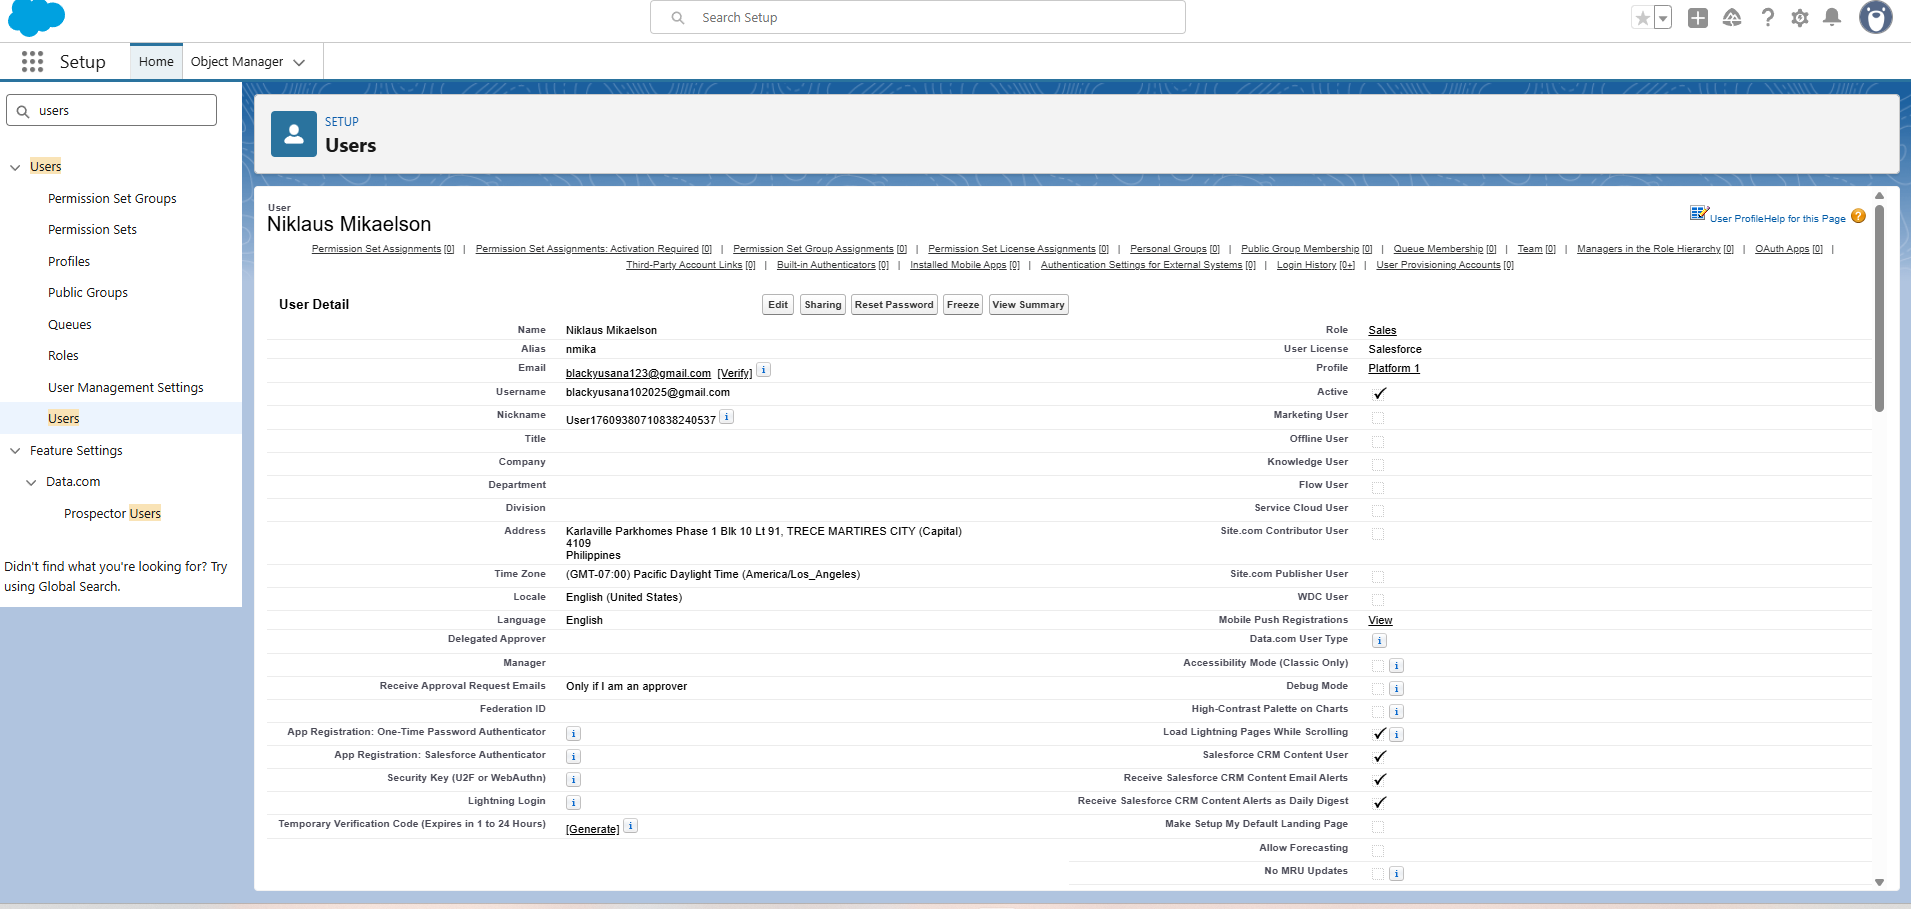 Search Setup
Setup
Home
Object Manager
users
Users
Permission Set Groups
Permission Sets
Profiles
Public Groups
Queues
Roles
User Management Settings
Users
Feature Settings
Data.com
Prospector Users
Didn't find what you're looking for? Try
using Global Search.
SETUP
Users
User
Niklaus Mikaelson
User Profile Help for this Page ?
Permission Set Assignments [0] | Permission Set Assignments: Activation Required [0] | Permission Set Group Assignments [0] | Permission Set License Assignments [0] | Personal Groups [0] | Public Group Membership [0] | Queue Membership [0] | Team [0] | Managers in the Role Hierarchy [0] | OAuth Apps [0] |
Third-Party Account Links [0] | Built-in Authenticators [0] | Installed Mobile Apps [0] | Authentication Settings for External Systems [0] | Login History [0+] | User Provisioning Accounts [0]
User Detail
Edit Sharing Reset Password Freeze View Summary
Name Niklaus Mikaelson
Alias nmika
Email blackyusana123@gmail.com [Verify] i
Username blackyusana102025@gmail.com
Nickname User17609380710838240537 i
Title
Company
Department
Division
Address Karlaville Parkhomes Phase 1 Blk 10 Lt 91, TRECE MARTIRES CITY (Capital)
4109
Philippines
Time Zone (GMT-07:00) Pacific Daylight Time (America/Los_Angeles)
Locale English (United States)
Language English
Delegated Approver
Manager
Receive Approval Request Emails Only if I am an approver
Federation ID
App Registration: One-Time Password Authenticator i
App Registration: Salesforce Authenticator i
Security Key (U2F or WebAuthn) i
Lightning Login i
Temporary Verification Code (Expires in 1 to 24 Hours) [Generate] i
Role Sales
User License Salesforce
Profile Platform 1
Active
Marketing User
Offline User
Knowledge User
Flow User
Service Cloud User
Site.com Contributor User
Site.com Publisher User
WDC User
Mobile Push Registrations View
Data.com User Type i
Accessibility Mode (Classic Only) i
Debug Mode i
High-Contrast Palette on Charts i
Load Lightning Pages While Scrolling i
Salesforce CRM Content User
Receive Salesforce CRM Content Email Alerts
Receive Salesforce CRM Content Alerts as Daily Digest
Make Setup My Default Landing Page
Allow Forecasting
No MRU Updates i